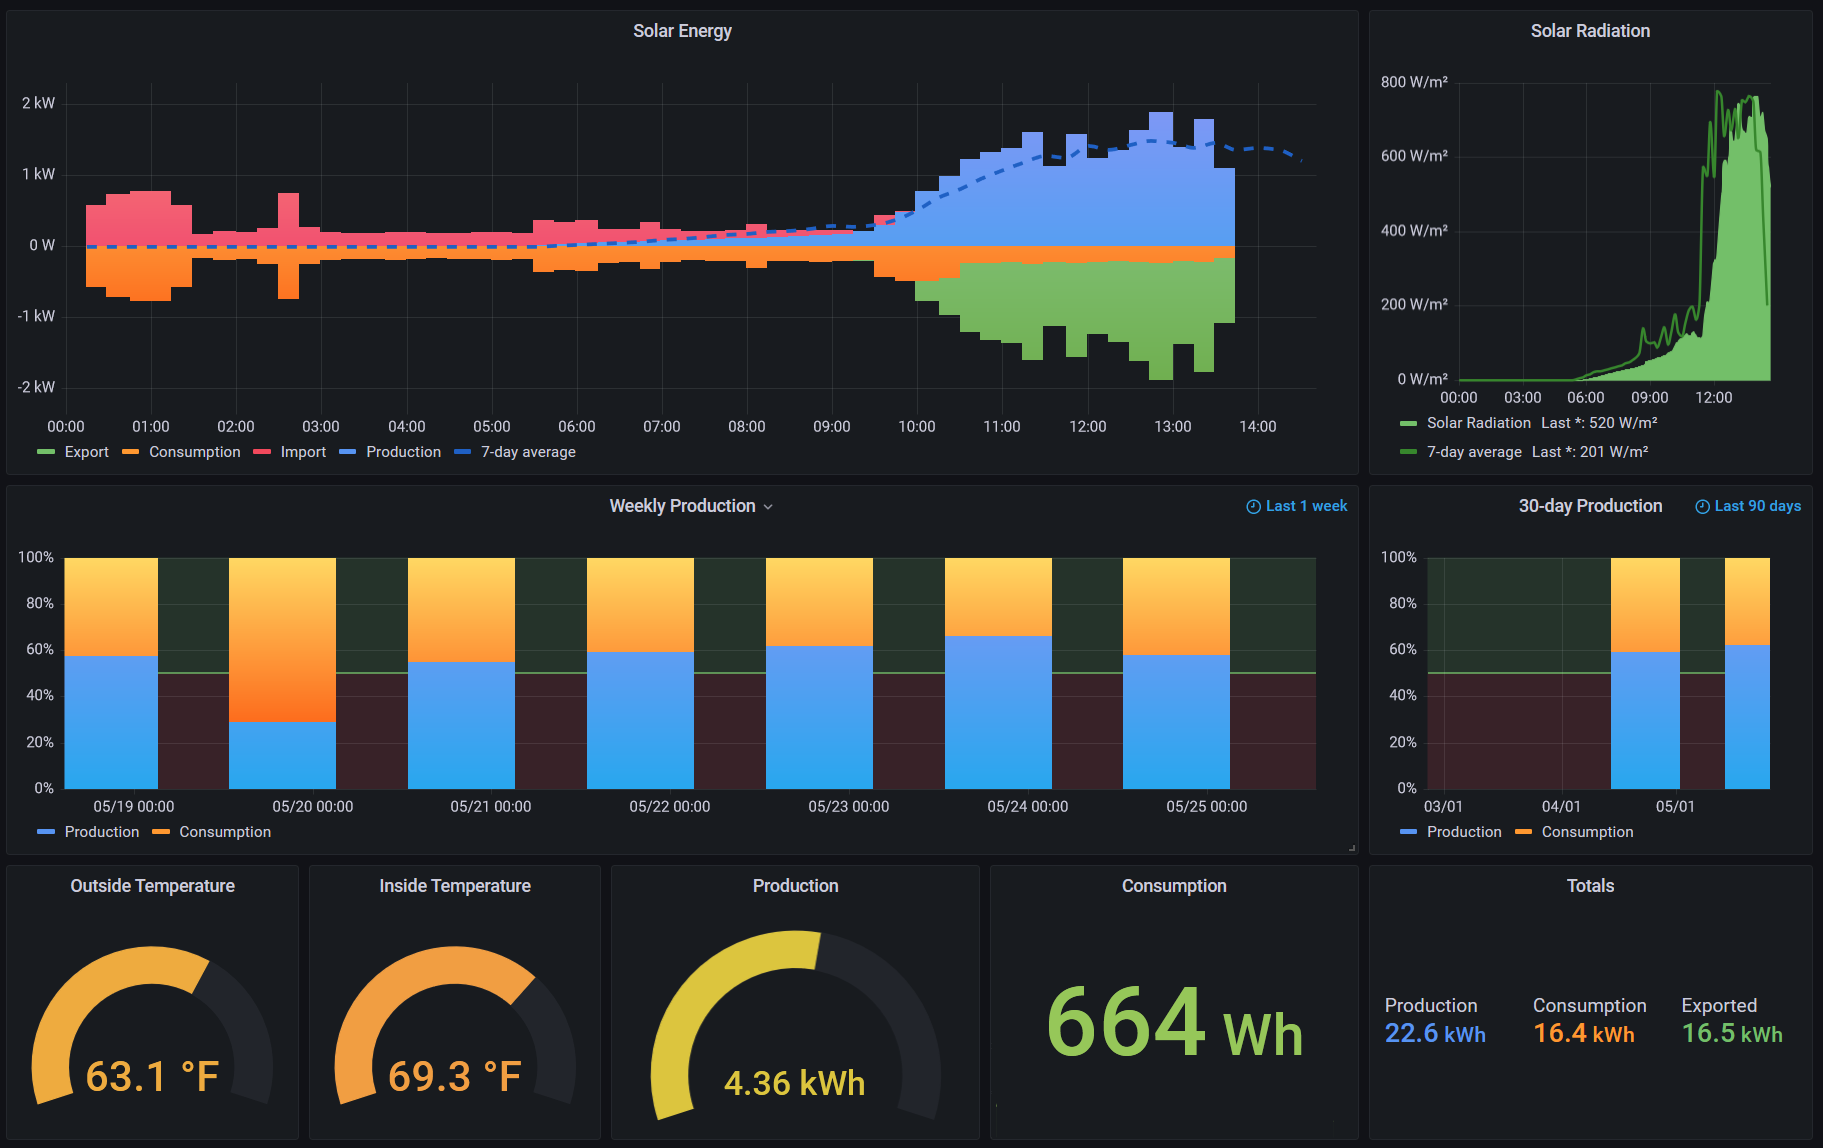 Solar Energy
2 kW
1 kW
0 W
-1 kW
-2 kW
00:00 01:00 02:00 03:00 04:00 05:00 06:00 07:00 08:00 09:00 10:00 11:00 12:00 13:00 14:00
Export Consumption Import Production 7-day average
Solar Radiation
800 W/m²
600 W/m²
400 W/m²
200 W/m²
0 W/m²
00:00 03:00 06:00 09:00 12:00
Solar Radiation Last *: 520 W/m²
7-day average Last *: 201 W/m²
Weekly Production Last 1 week
100%
80%
60%
40%
20%
0%
05/19 00:00 05/20 00:00 05/21 00:00 05/22 00:00 05/23 00:00 05/24 00:00 05/25 00:00
Production Consumption
30-day Production Last 90 days
100%
80%
60%
40%
20%
0%
03/01 04/01 05/01
Production Consumption
Outside Temperature
63.1 °F
Inside Temperature
69.3 °F
Production
4.36 kWh
Consumption
664 Wh
Totals
Production Consumption Exported
22.6 kWh 16.4 kWh 16.5 kWh